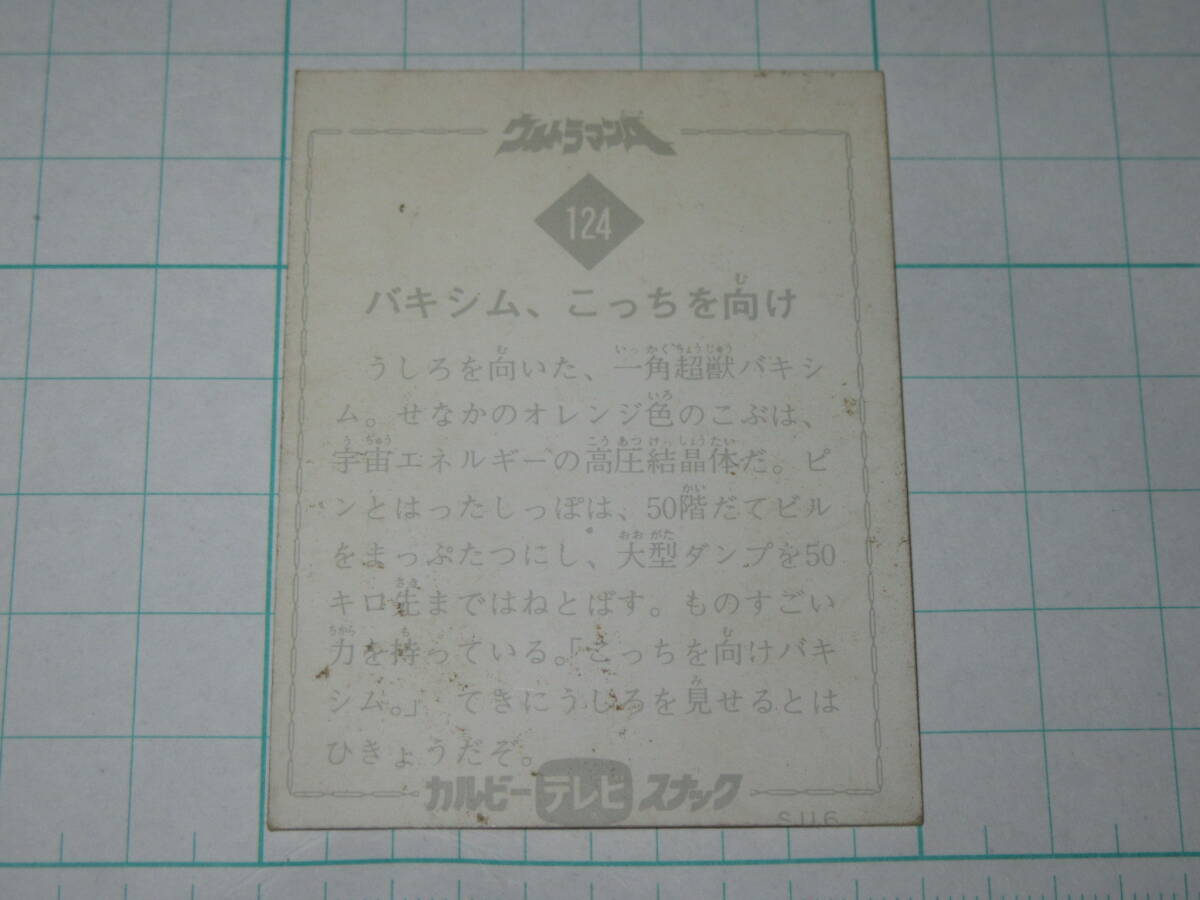 ウルトラマンA
124
バキシム、こっちを向け
うしろを向いた、一角超獣バキシ
ム。せなかのオレンジ色のこぶは、
宇宙エネルギーの高圧結晶体だ。ピ
ンとはったしっぽは、50階だてビル
をまっぷたつにし、大型ダンプを50
キロ先まではねとばす。ものすごい
力を持っている。「こっちを向けバキ
シム。」てきにうしろを見せるとは
ひきょうだぞ。
カルビーテレビスナック